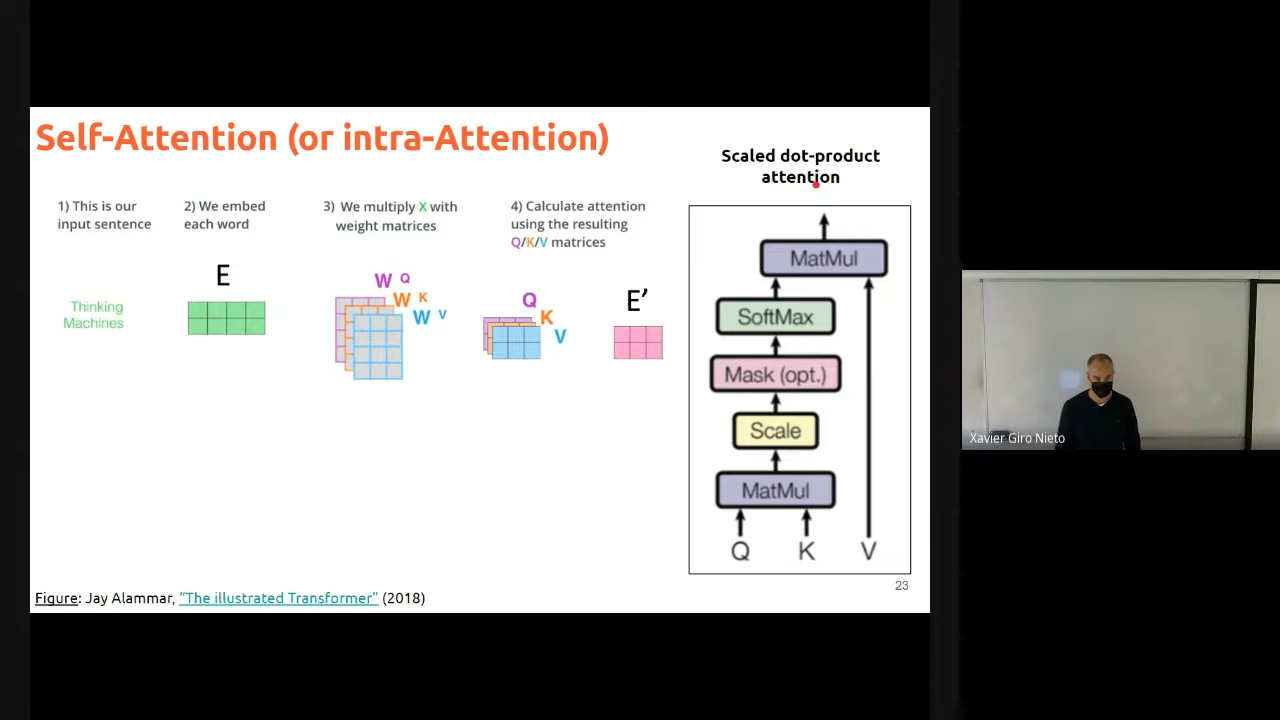 Self-Attention (or intra-Attention)
Scaled dot-product
attention
1) This is our
input sentence
2) We embed
each word
3) We multiply X with
weight matrices
4) Calculate attention
using the resulting
Q/K/V matrices
E
Thinking
Machines
W Q
W K
W V
Q
K
V
E’
MatMul
SoftMax
Mask (opt.)
Scale
MatMul
Q K V
23
Figure: Jay Alammar, “The illustrated Transformer” (2018)
Xavier Giro Nieto